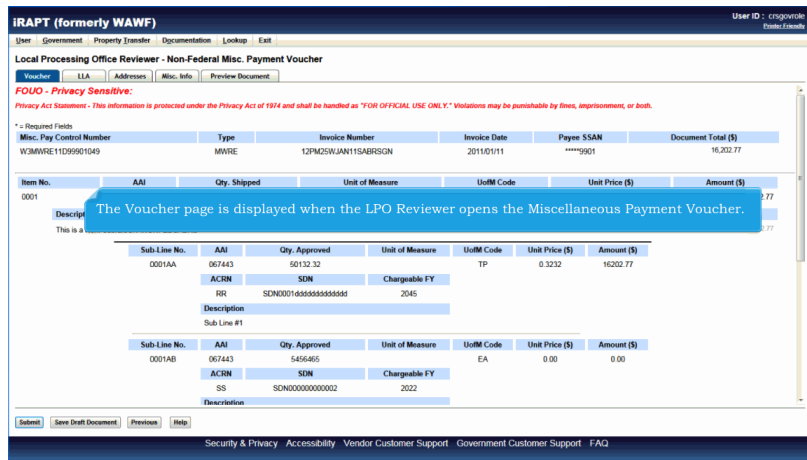 iRAPT (formerly WAWF)
User ID : crsgovrole
Printer Friendly
User Government Property Transfer Documentation Lookup Exit
Local Processing Office Reviewer - Non-Federal Misc. Payment Voucher
Voucher LLA Addresses Misc. Info Preview Document
FOUO - Privacy Sensitive:
Privacy Act Statement - This information is protected under the Privacy Act of 1974 and shall be handled as "FOR OFFICIAL USE ONLY." Violations may be punishable by fines, imprisonment, or both.
* = Required Fields
Misc. Pay Control Number Type Invoice Number Invoice Date Payee SSAN Document Total ($)
W3MWRE11D99901049 MWRE 12PM25WJAN11SABRSGN 2011/01/11 *****9901 16,202.77
Item No. AAI Qty. Shipped Unit of Measure UofM Code Unit Price ($) Amount ($)
0001
The Voucher page is displayed when the LPO Reviewer opens the Miscellaneous Payment Voucher.
Sub-Line No. AAI Qty. Approved Unit of Measure UofM Code Unit Price ($) Amount ($)
0001AA 067443 50132.32 TP 0.3232 16202.77
ACRN SDN Chargeable FY
RR SDN0001ddddddddddddd 2045
Description
Sub Line #1
Sub-Line No. AAI Qty. Approved Unit of Measure UofM Code Unit Price ($) Amount ($)
0001AB 067443 5456465 EA 0.00 0.00
ACRN SDN Chargeable FY
SS SDN000000000002 2022
Description
Submit Save Draft Document Previous Help
Security & Privacy Accessibility Vendor Customer Support Government Customer Support FAQ